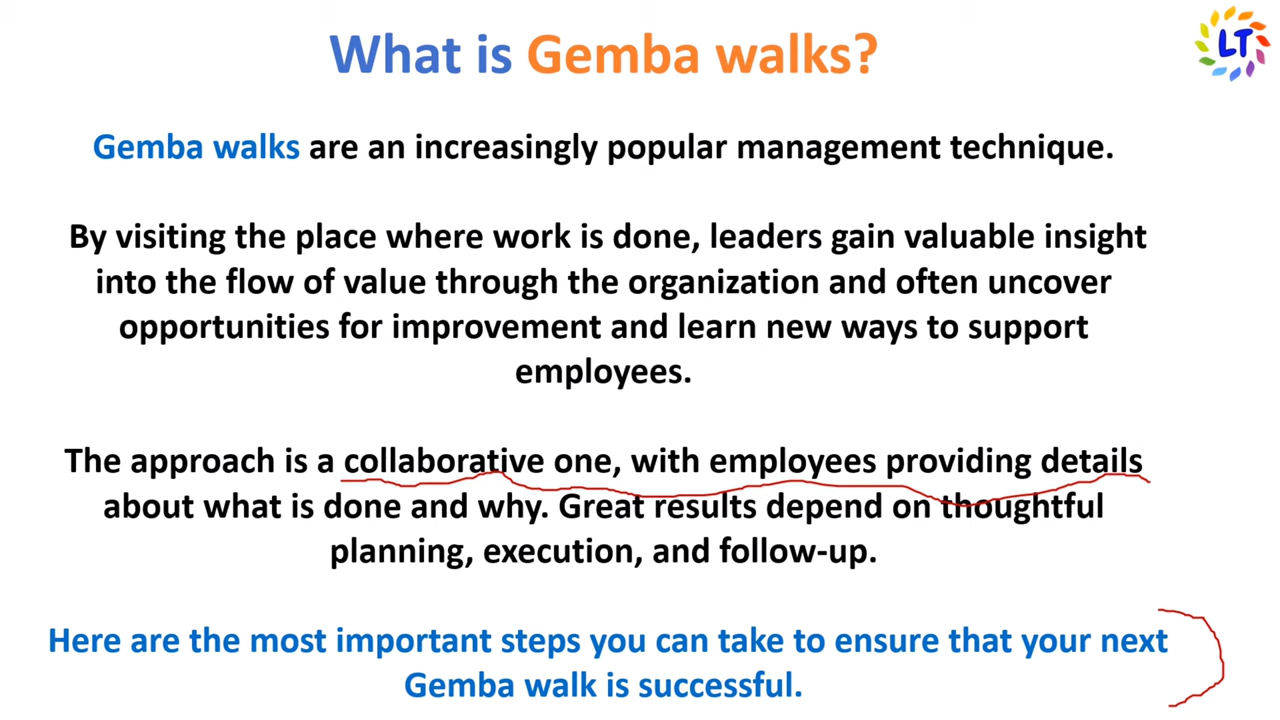 What is Gemba walks?
LT
Gemba walks are an increasingly popular management technique.
By visiting the place where work is done, leaders gain valuable insight
into the flow of value through the organization and often uncover
opportunities for improvement and learn new ways to support
employees.
The approach is a collaborative one, with employees providing details
about what is done and why. Great results depend on thoughtful
planning, execution, and follow-up.
Here are the most important steps you can take to ensure that your next
Gemba walk is successful.